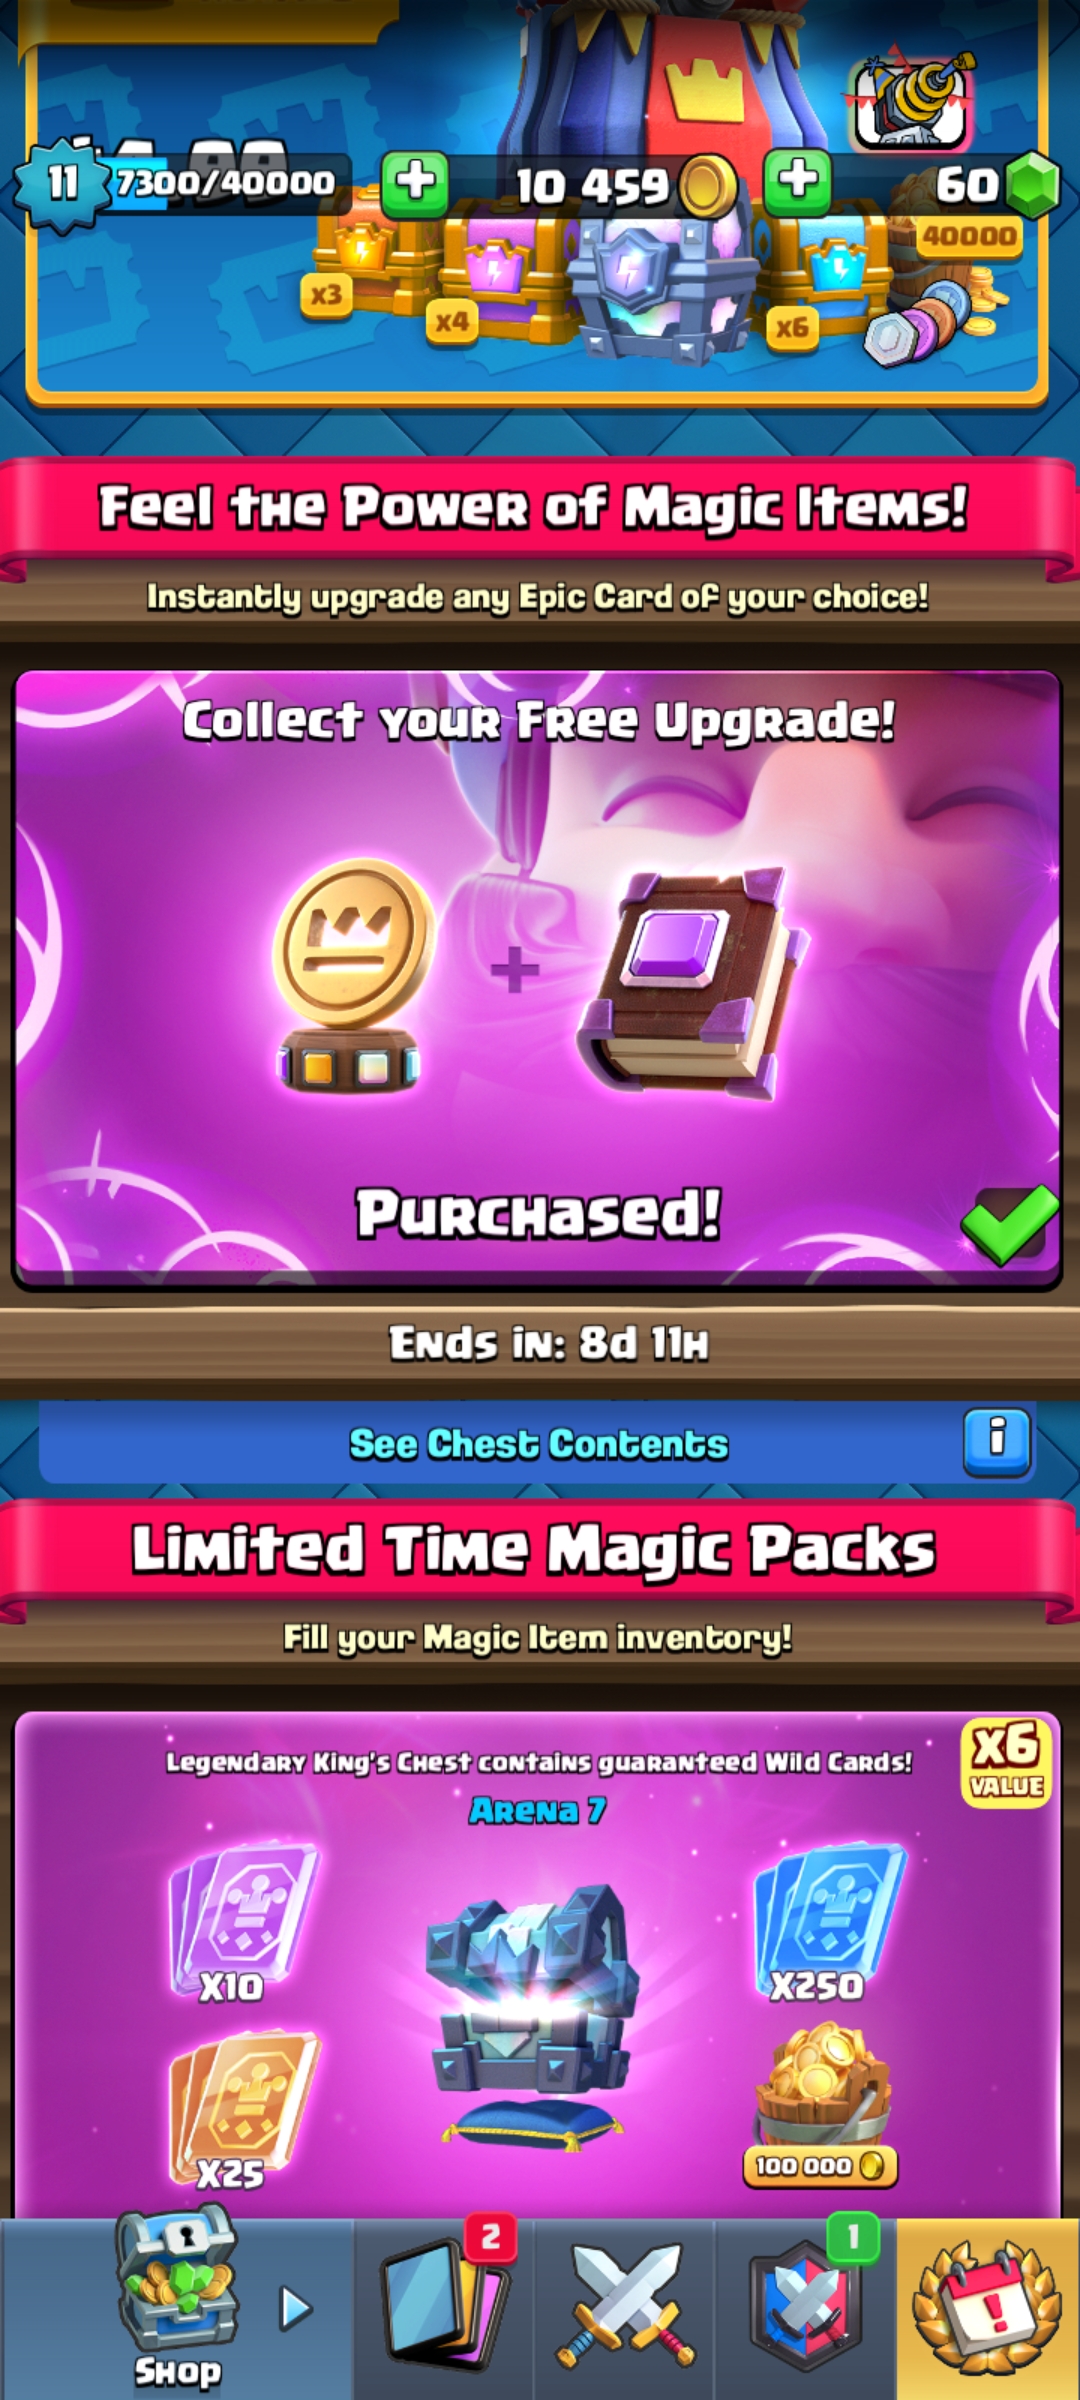 11
7300/40000
10 459
60
40000
x3
x4
x6
Feel the Power of Magic Items!
Instantly upgrade any Epic Card of your choice!
Collect your Free Upgrade!
+
Purchased!
Ends in: 8d 11h
See Chest Contents
i
Limited Time Magic Packs
Fill your Magic Item inventory!
Legendary King's Chest contains guaranteed Wild Cards!
x6
VALUE
Arena 7
X10
X250
X25
100 000
2
1
Shop